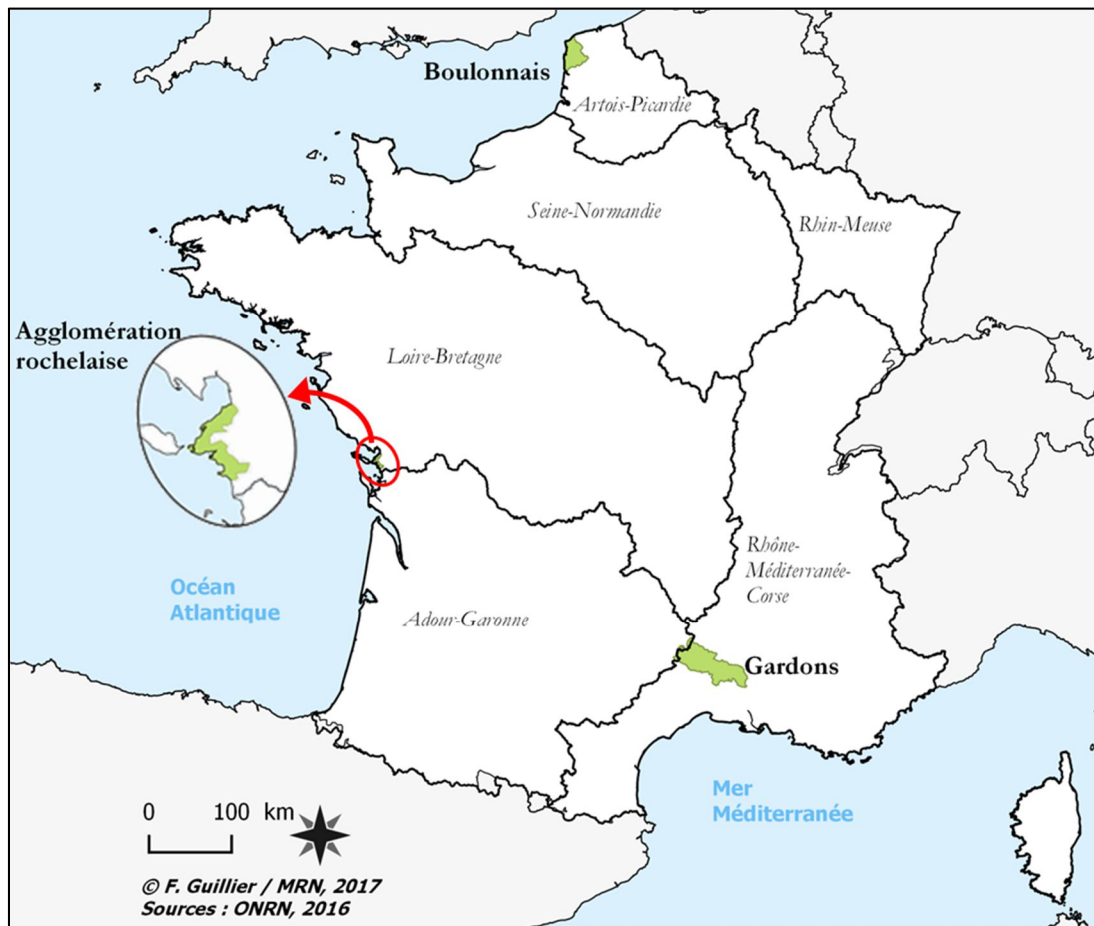 Boulonnais
Artois-Picardie
Seine-Normandie
Rhin-Meuse
Agglomération
rochelaise
Loire-Bretagne
Rhône-
Méditerranée-
Corse
Océan
Atlantique
Adour-Garonne
Gardons
Mer
Méditerranée
0 100 km
© F. Guillier / MRN, 2017
Sources : ONRN, 2016